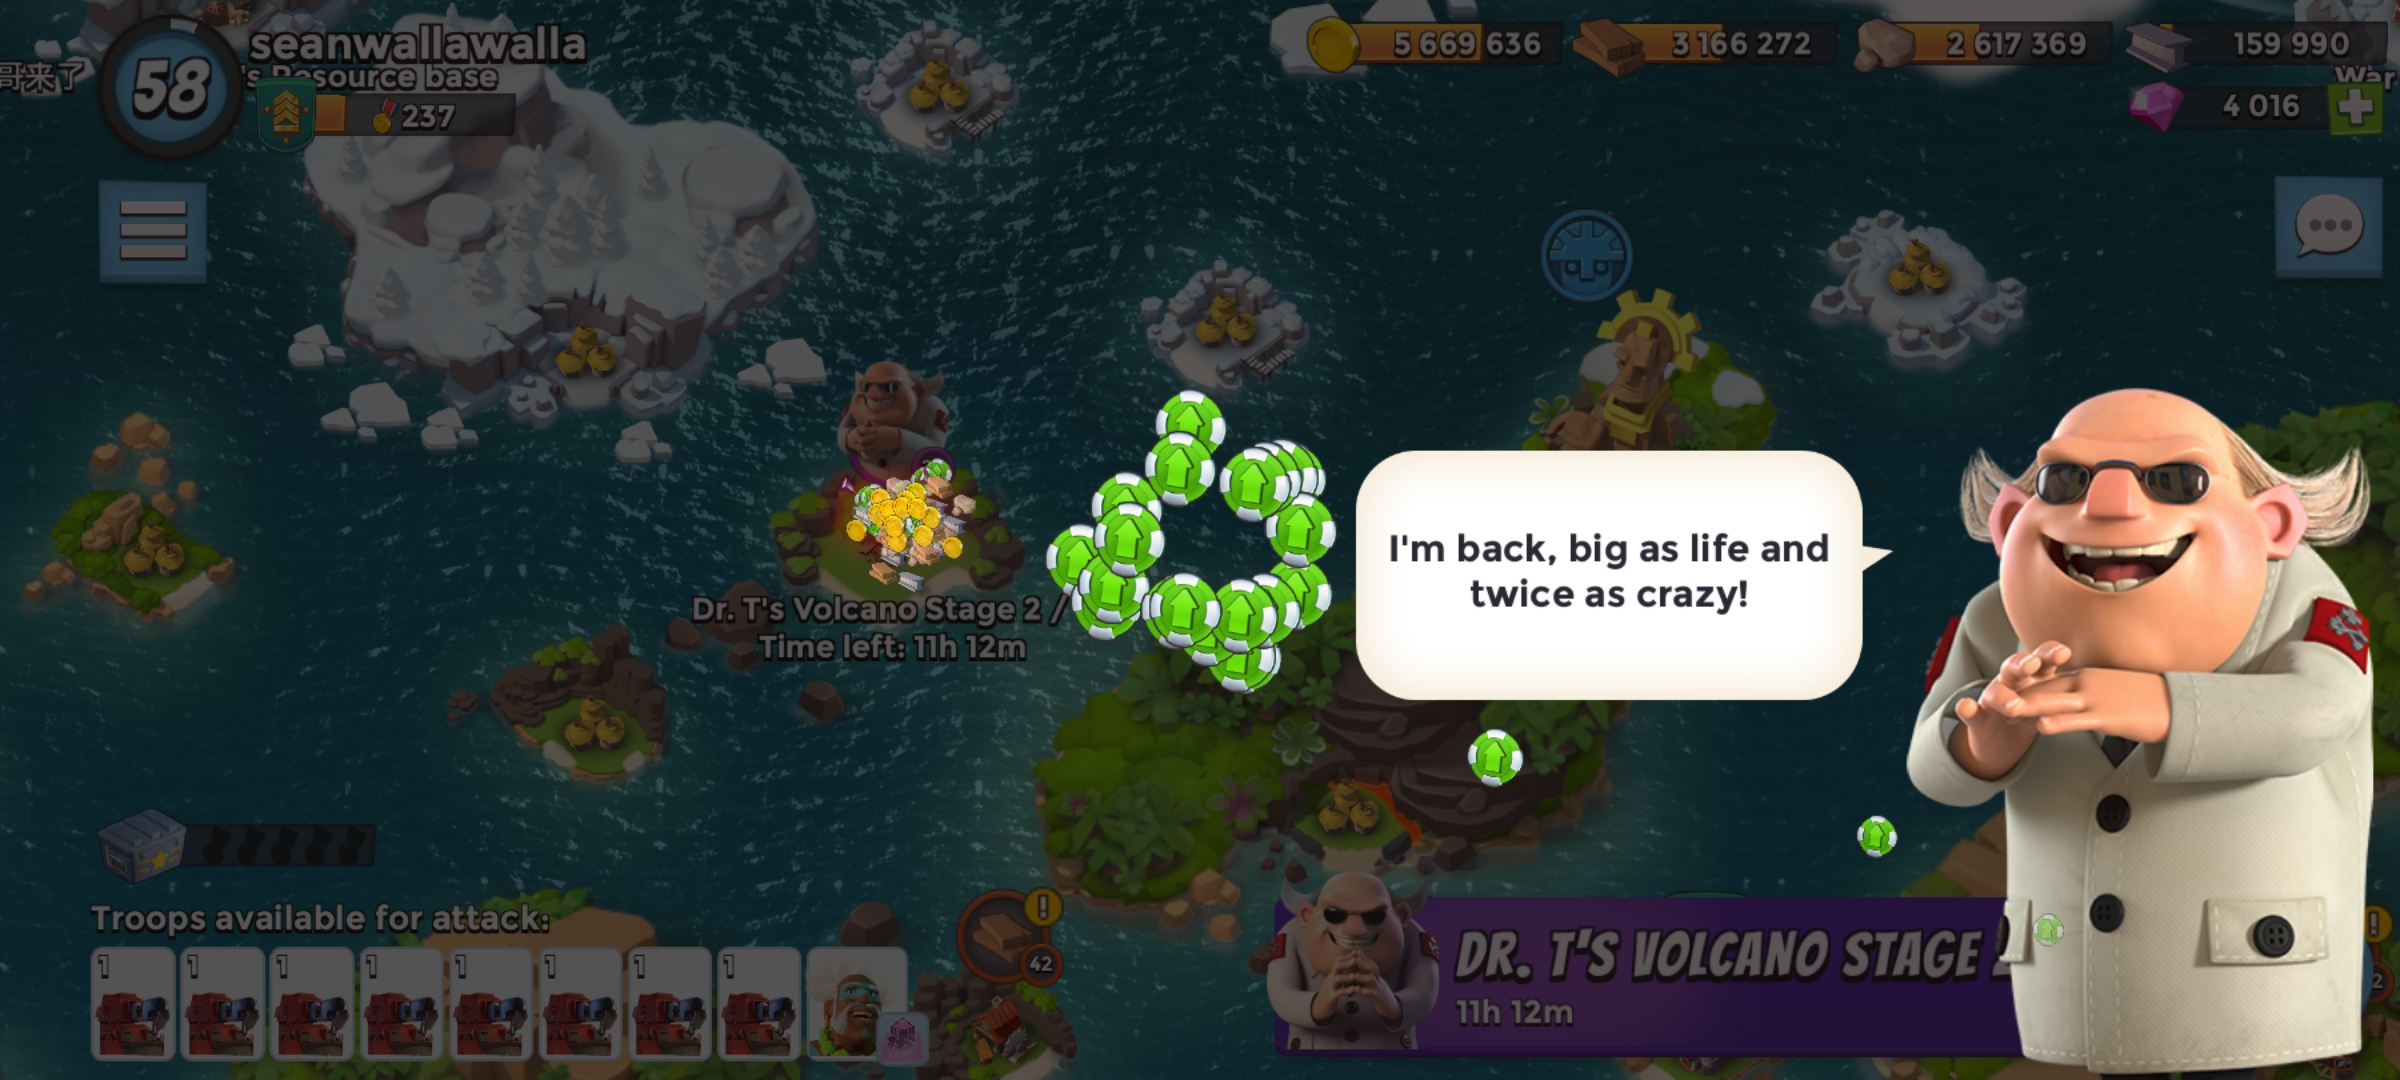 seanwallawalla
哥来了
's Resource base
58
237
5 669 636
3 166 272
2 617 369
159 990
War
4 016
I'm back, big as life and
twice as crazy!
Dr. T's Volcano Stage 2 /
Time left: 11h 12m
Troops available for attack:
1
1
1
1
1
1
1
1
!
42
DR. T'S VOLCANO STAGE
11h 12m
!
2